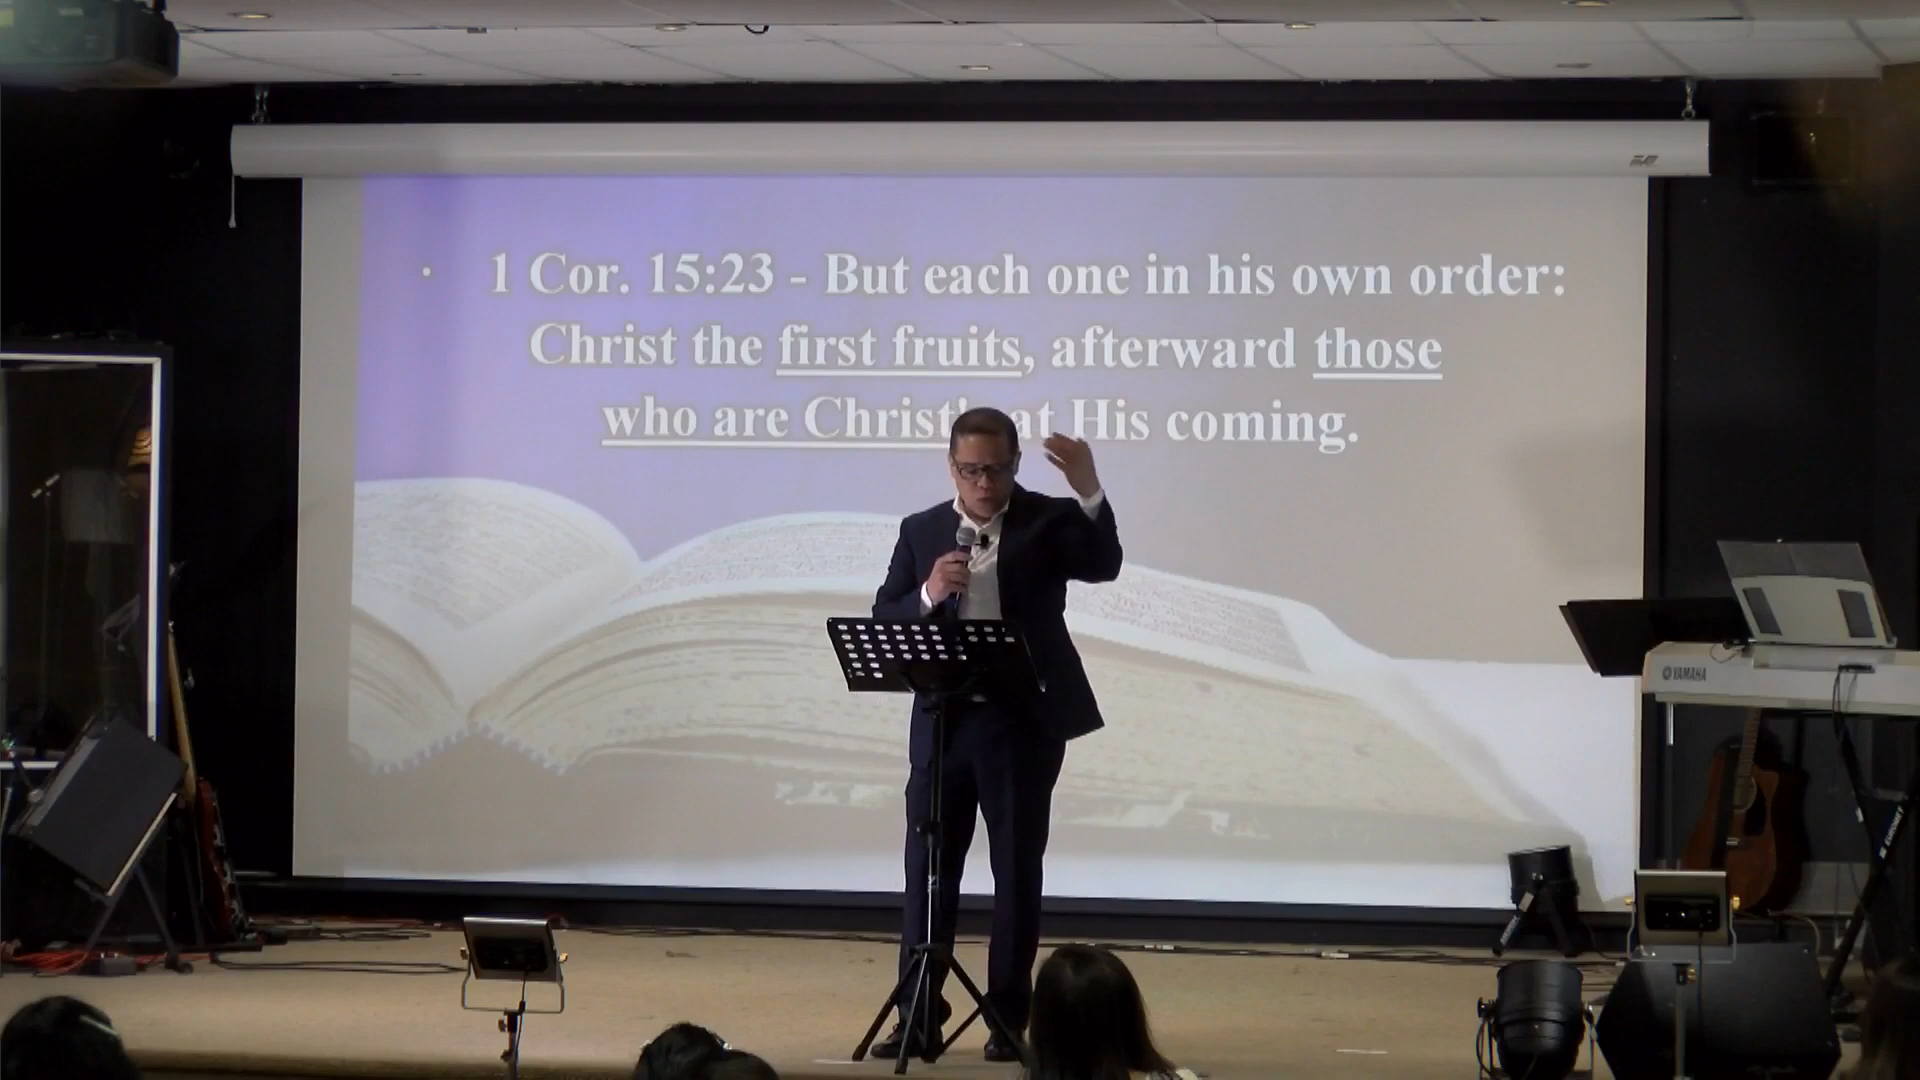 · 1 Cor. 15:23 - But each one in his own order:
Christ the first fruits, afterward those
who are Christ's at His coming.
YAMAHA